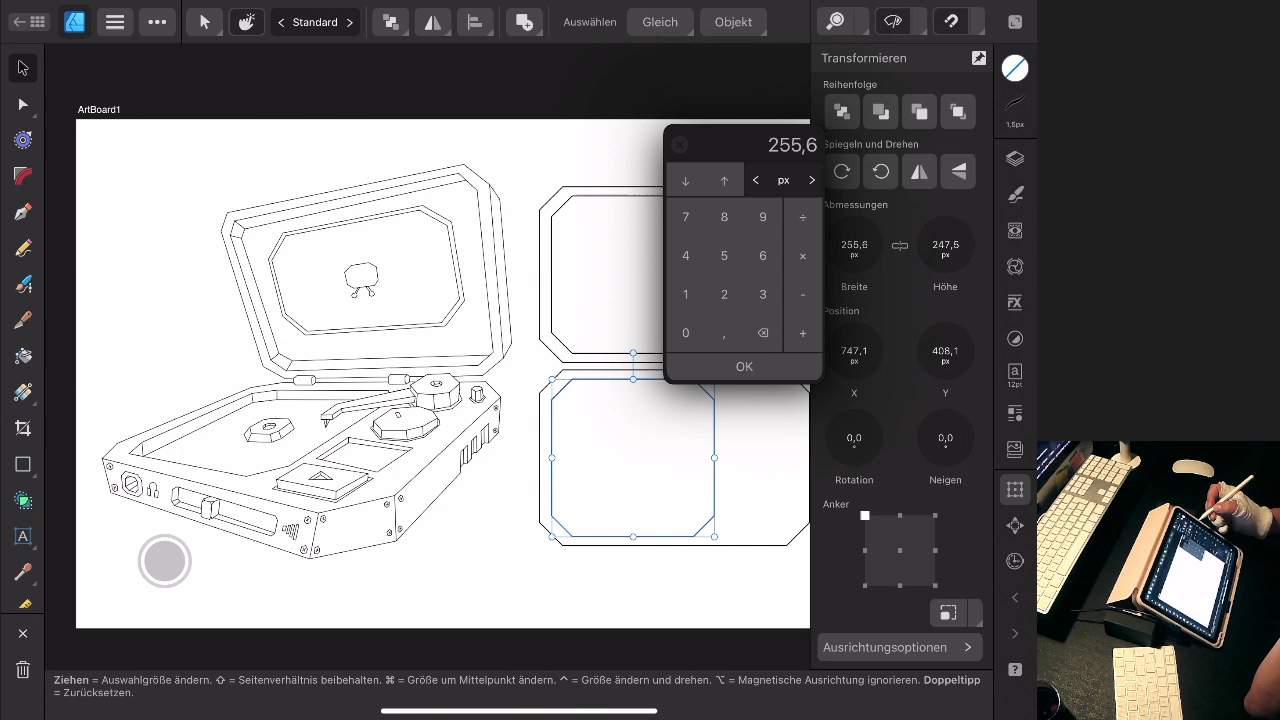 Standard
Auswählen
Gleich
Objekt
Transformieren
ArtBoard1
Reihenfolge
1.5px
255,6
Spiegeln und Drehen
px
7 8 9 ÷
4 5 6 ×
1 2 3 -
0 , +
OK
Abmessungen
255,6 px
247,5 px
Breite
Höhe
Position
747,1 px
408,1 px
X
Y
0,0
0,0
Rotation
Neigen
Anker
a
12pt
FX
A
Ausrichtungsoptionen
?
Ziehen = Auswahlgröße ändern. ⇧ = Seitenverhältnis beibehalten. ⌘ = Größe um Mittelpunkt ändern. ^ = Größe ändern und drehen. ⌥ = Magnetische Ausrichtung ignorieren. Doppeltipp
= Zurücksetzen.